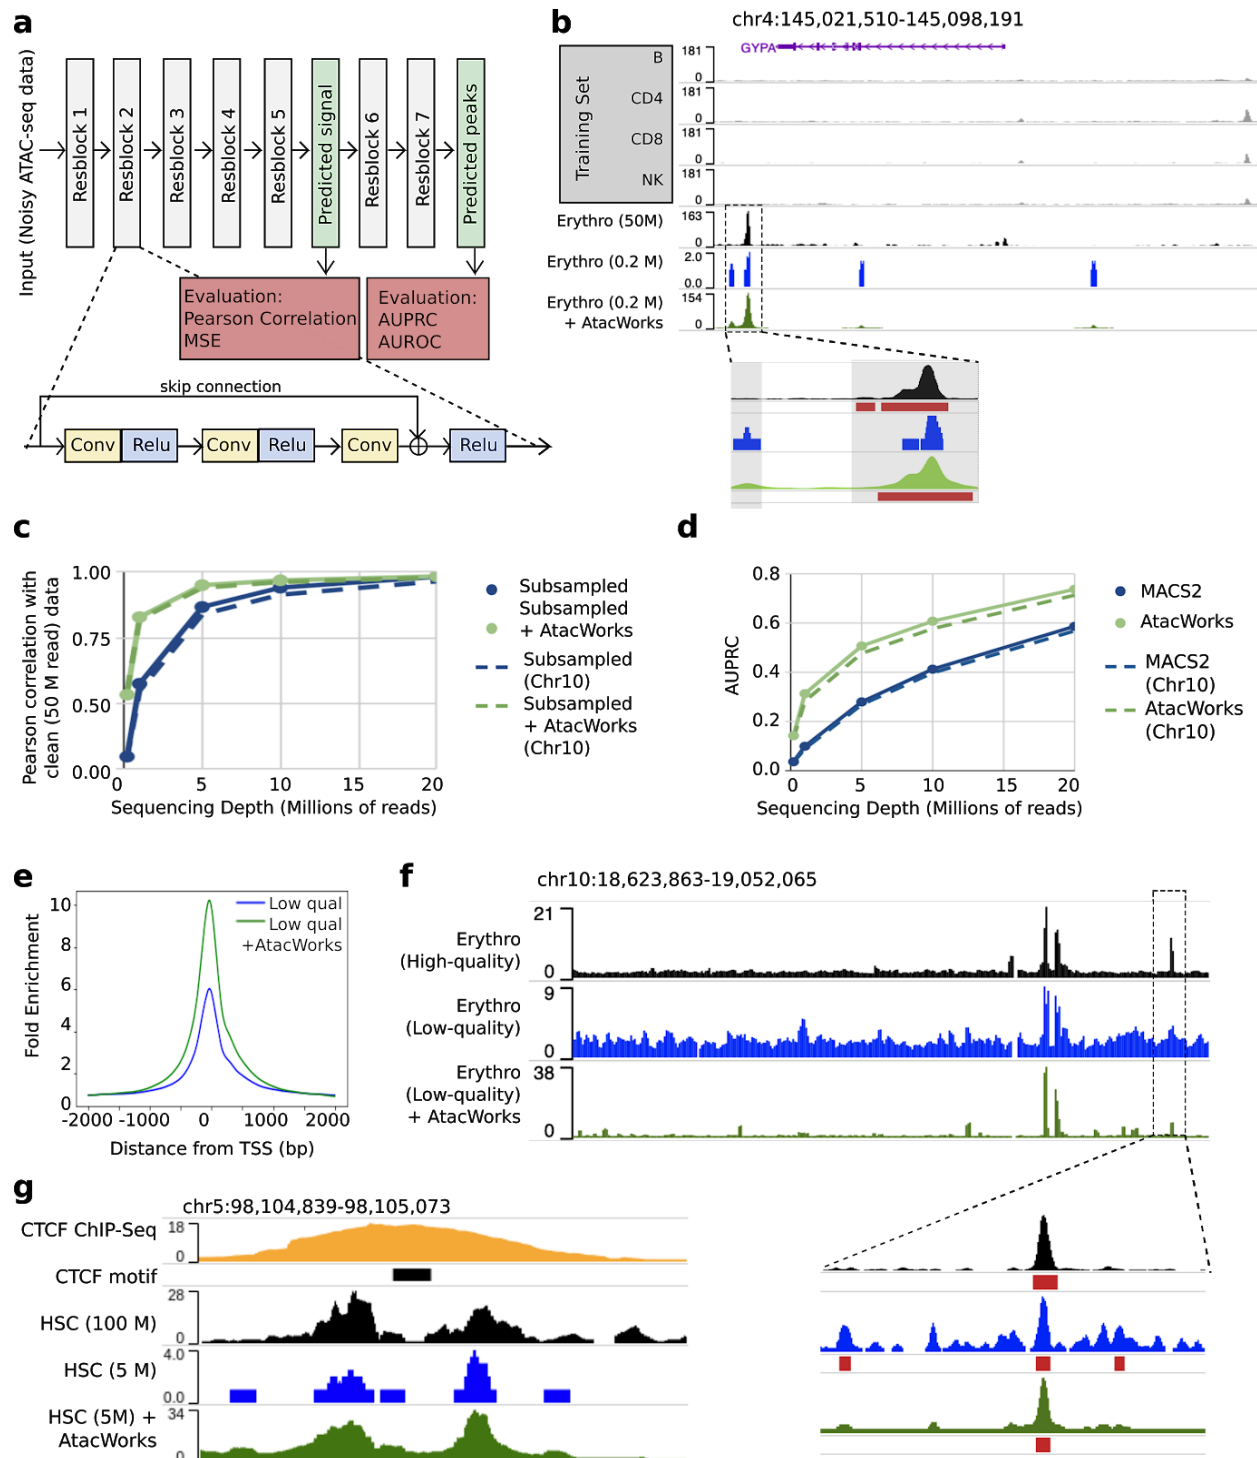 a
Input (Noisy ATAC-seq data)
Resblock 1
Resblock 2
Resblock 3
Resblock 4
Resblock 5
Predicted signal
Resblock 6
Resblock 7
Predicted peaks
Evaluation:
Pearson Correlation
MSE
Evaluation:
AUPRC
AUROC
skip connection
Conv Relu Conv Relu Conv Relu
b
chr4:145,021,510-145,098,191
GYPA
Training Set
B
181
0
CD4
181
0
CD8
181
0
NK
181
0
Erythro (50M)
163
0
Erythro (0.2 M)
2.0
0.0
Erythro (0.2 M)
+ AtacWorks
154
0
c
Pearson correlation with
clean (50 M read) data
1.00
0.75
0.50
0.00
0 5 10 15 20
Sequencing Depth (Millions of reads)
Subsampled
Subsampled
+ AtacWorks
Subsampled
(Chr10)
Subsampled
+ AtacWorks
(Chr10)
d
AUPRC
0.8
0.6
0.4
0.2
0.0
0 5 10 15 20
Sequencing Depth (Millions of reads)
MACS2
AtacWorks
MACS2
(Chr10)
AtacWorks
(Chr10)
e
Fold Enrichment
10
8
6
4
2
0
-2000 -1000 0 1000 2000
Distance from TSS (bp)
Low qual
Low qual
+AtacWorks
f
chr10:18,623,863-19,052,065
Erythro
(High-quality)
21
0
Erythro
(Low-quality)
9
0
Erythro
(Low-quality)
+ AtacWorks
38
0
g
chr5:98,104,839-98,105,073
CTCF ChIP-Seq
18
0
CTCF motif
HSC (100 M)
28
0
HSC (5 M)
4.0
0.0
HSC (5M) +
AtacWorks
34
0